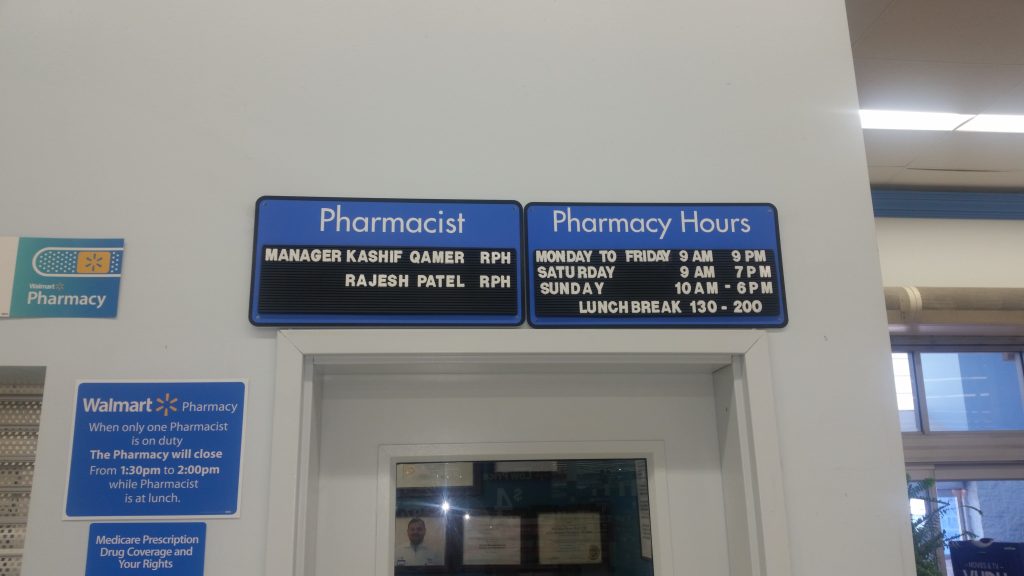 Pharmacist
MANAGER KASHIF QAMER RPH
RAJESH PATEL RPH
Pharmacy Hours
MONDAY TO FRIDAY 9 AM 9 PM
SATURDAY 9 AM 7 PM
SUNDAY 10 AM - 6 PM
LUNCH BREAK 130 - 200
Walmart
Pharmacy
Walmart Pharmacy
When only one Pharmacist
is on duty
The Pharmacy will close
From 1:30pm to 2:00pm
while Pharmacist
is at lunch.
Medicare Prescription
Drug Coverage and
Your Rights
MOVIES & TV
VUDU